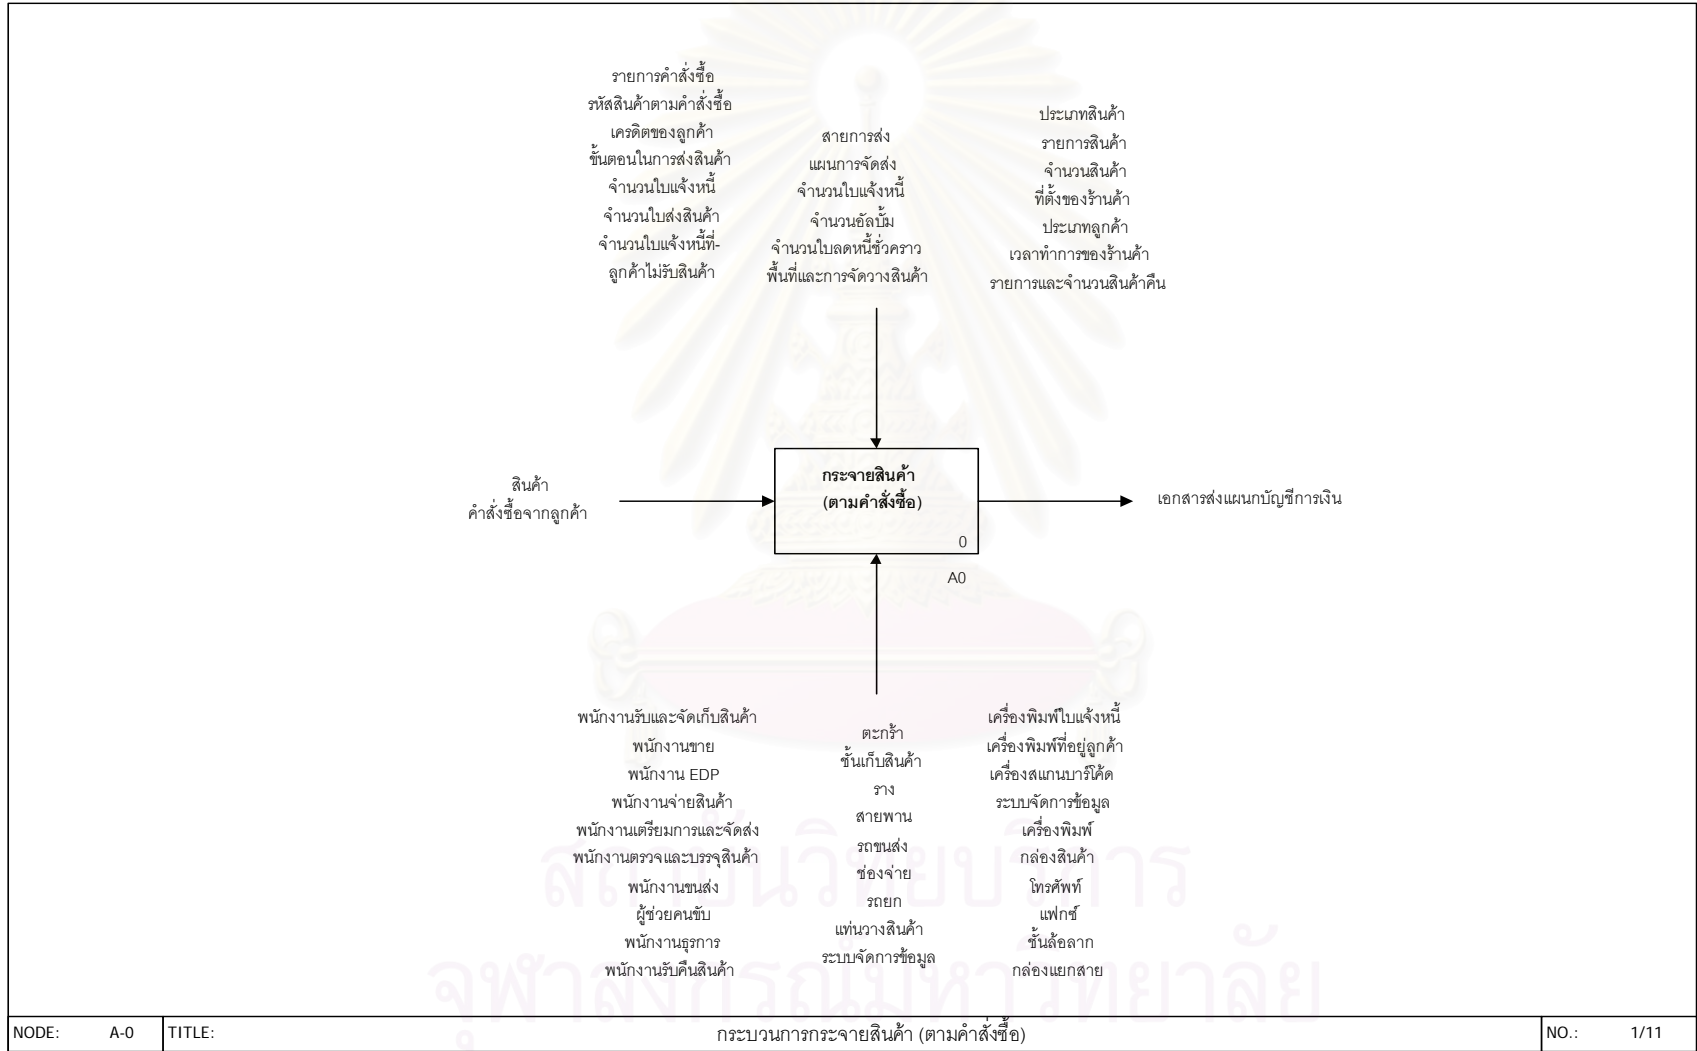 รายการคำสั่งซื้อ
รหัสสินค้าตามคำสั่งซื้อ
เครดิตของลูกค้า
ขั้นตอนในการส่งสินค้า
จำนวนใบแจ้งหนี้
จำนวนใบส่งสินค้า
จำนวนใบแจ้งหนี้ที่-
ลูกค้าไม่รับสินค้า
สายการส่ง
แผนการจัดส่ง
จำนวนใบแจ้งหนี้
จำนวนอัลบั้ม
จำนวนใบลดหนี้ชั่วคราว
พื้นที่และการจัดวางสินค้า
ประเภทสินค้า
รายการสินค้า
จำนวนสินค้า
ที่ตั้งของร้านค้า
ประเภทลูกค้า
เวลาทำการของร้านค้า
รายการและจำนวนสินค้าคืน
สินค้า
คำสั่งซื้อจากลูกค้า
กระจายสินค้า
(ตามคำสั่งซื้อ)
0
A0
เอกสารส่งแผนกบัญชีการเงิน
พนักงานรับและจัดเก็บสินค้า
พนักงานขาย
พนักงาน EDP
พนักงานจ่ายสินค้า
พนักงานเตรียมการและจัดส่ง
พนักงานตรวจและบรรจุสินค้า
พนักงานขนส่ง
ผู้ช่วยคนขับ
พนักงานธุรการ
พนักงานรับคืนสินค้า
ตะกร้า
ชั้นเก็บสินค้า
ราง
สายพาน
รถขนส่ง
ช่องจ่าย
รถยก
แท่นวางสินค้า
ระบบจัดการข้อมูล
เครื่องพิมพ์ใบแจ้งหนี้
เครื่องพิมพ์ที่อยู่ลูกค้า
เครื่องสแกนบาร์โค้ด
ระบบจัดการข้อมูล
เครื่องพิมพ์
กล่องสินค้า
โทรศัพท์
แฟกซ์
ชั้นล้อลาก
กล่องแยกสาย
สถาบันวิทยบริการ
จุฬาลงกรณ์มหาวิทยาลัย
NODE: A-0 TITLE: กระบวนการกระจายสินค้า (ตามคำสั่งซื้อ) NO.: 1/11